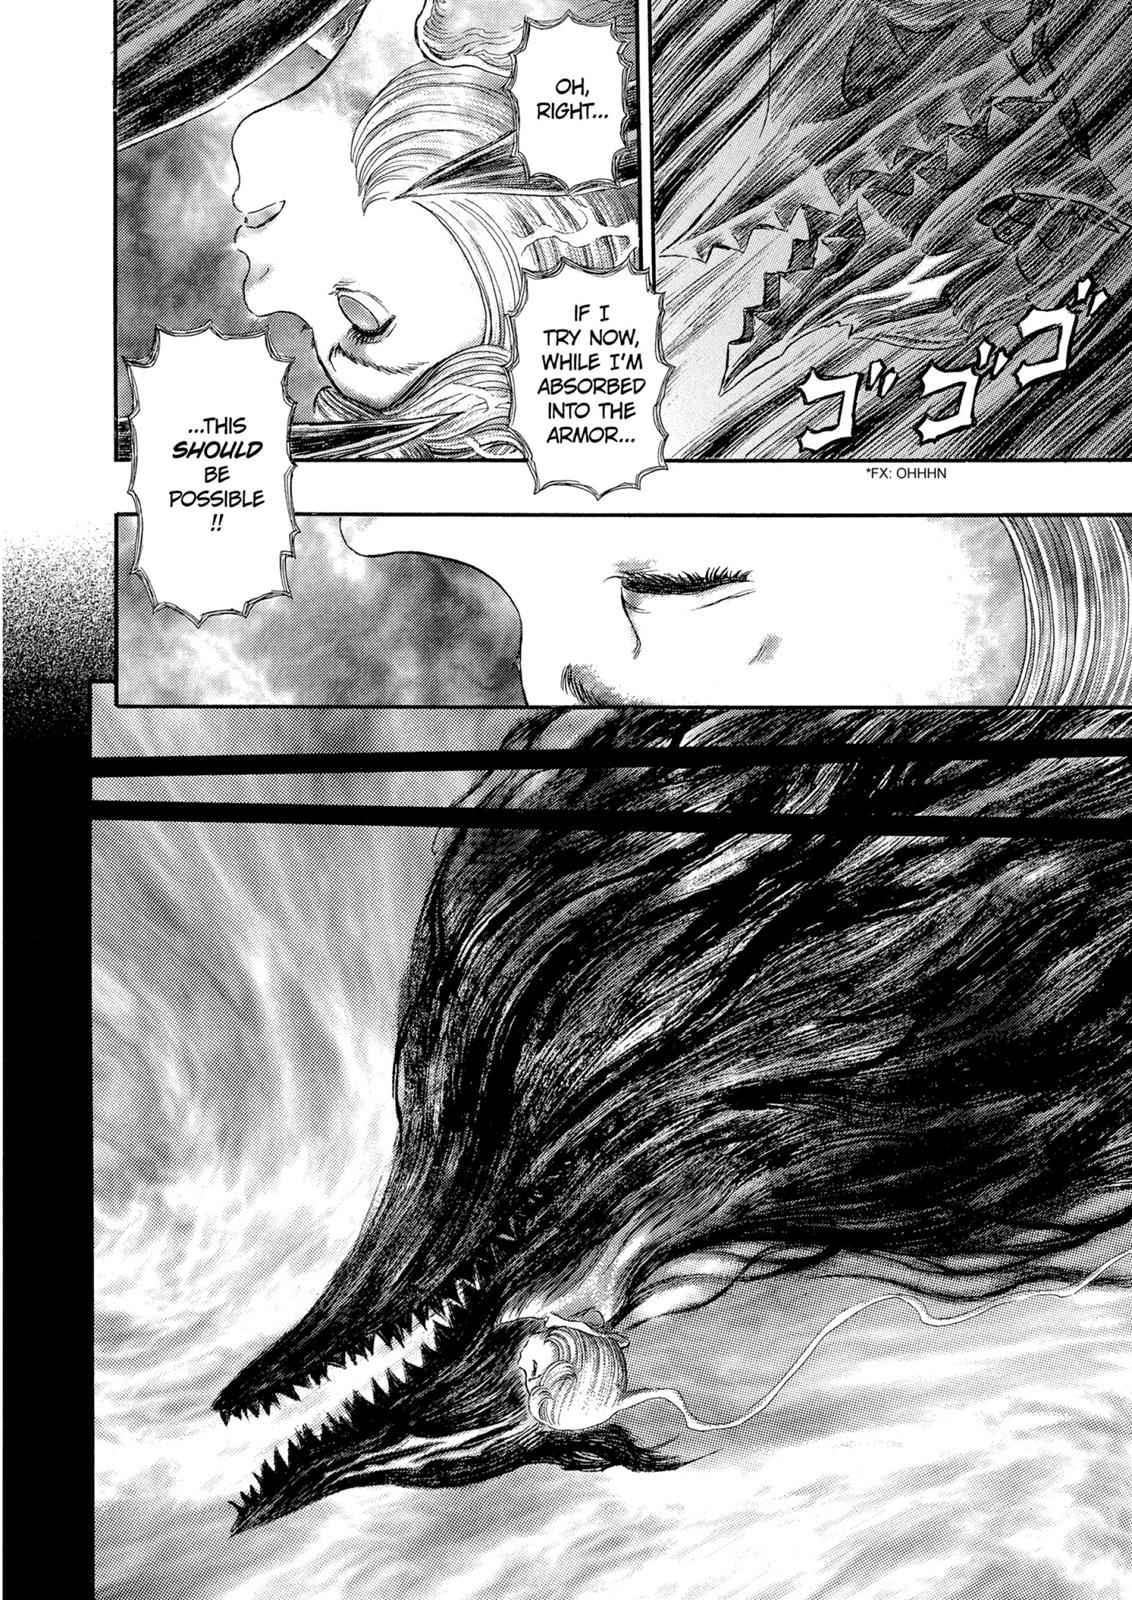 ゴゴゴ
*FX: OHHHN
OH,
RIGHT...
IF I
TRY NOW,
WHILE I'M
ABSORBED
INTO THE
ARMOR...
...THIS
SHOULD
BE
POSSIBLE
!!